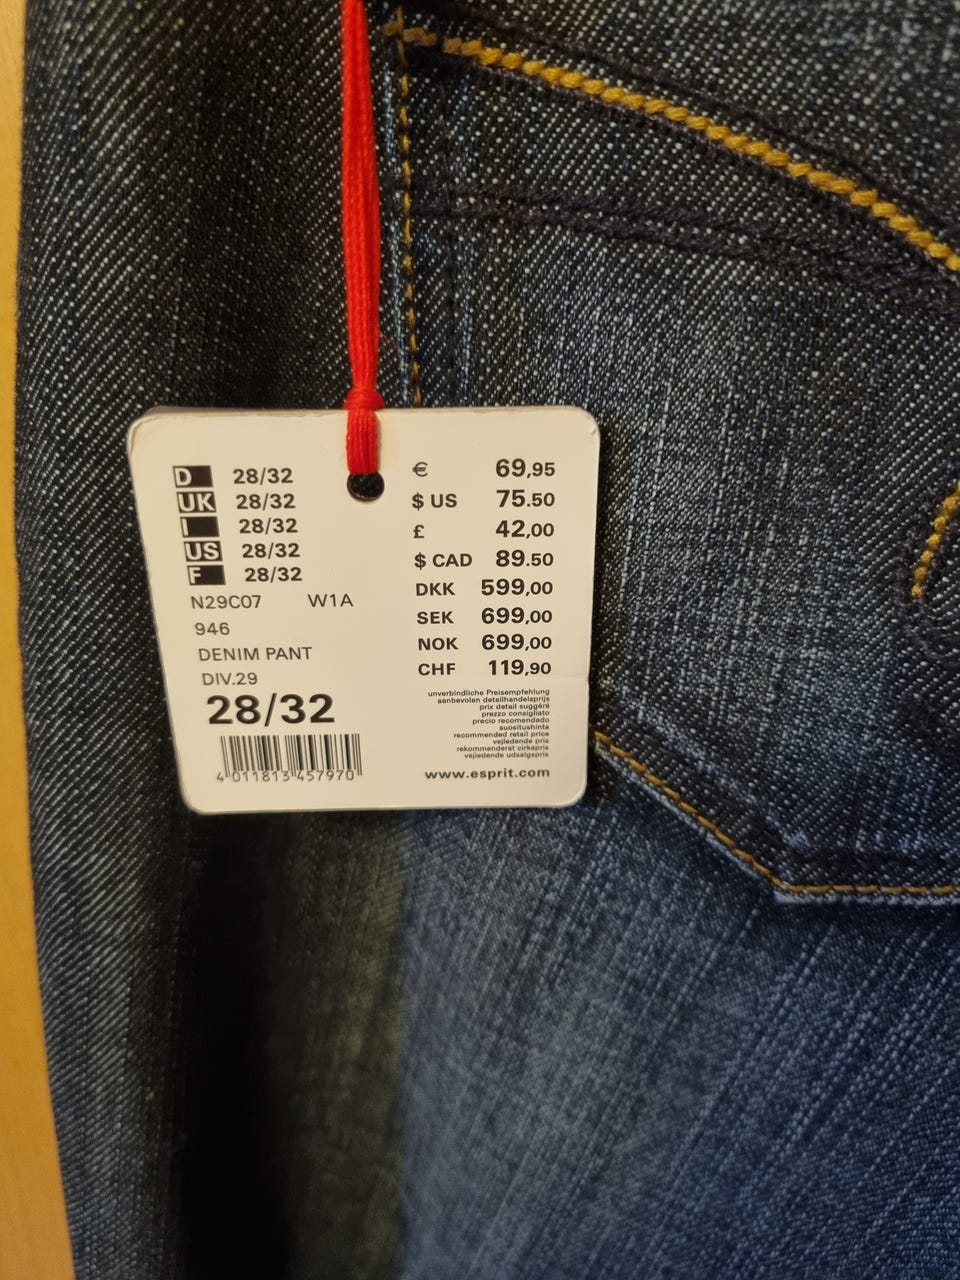 D 28/32
UK 28/32
I 28/32
US 28/32
F 28/32
N29C07 W1A
946
DENIM PANT
DIV.29
28/32
4 011813 457970
€ 69,95
$ US 75.50
£ 42,00
$ CAD 89.50
DKK 599,00
SEK 699,00
NOK 699,00
CHF 119,90
unverbindliche Preisempfehlung
aanbevolen detailhandelsprijs
prix detail suggéré
prezzo consigliato
precio recomendado
suositushinta
recommended retail price
vejledende pris
rekommenderat cirkapris
vejledende udsalgspris
www.esprit.com